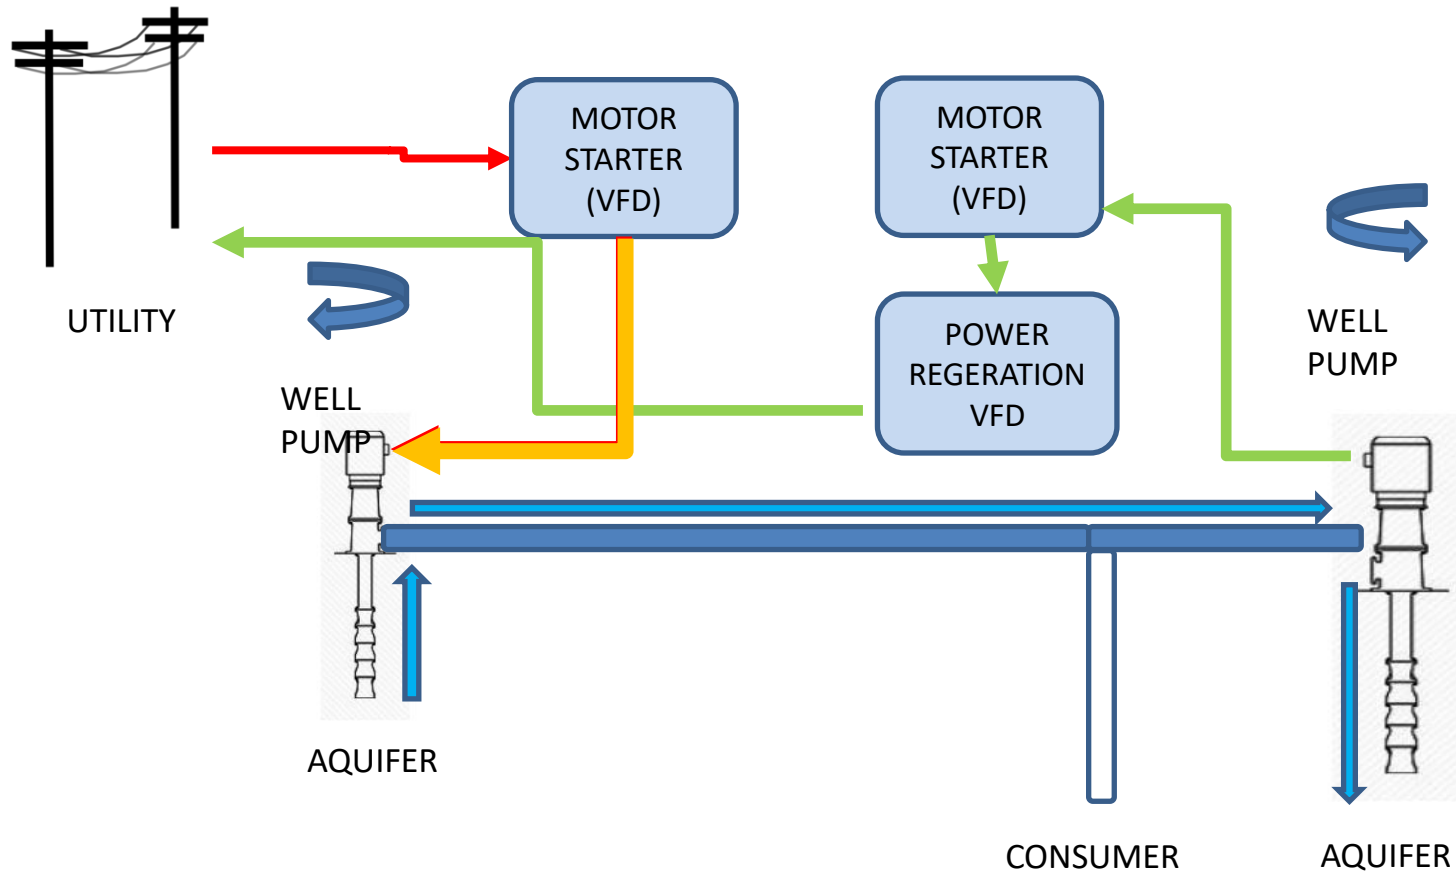 MOTOR
STARTER
(VFD)
MOTOR
STARTER
(VFD)
UTILITY
POWER
REGERATION
VFD
WELL
PUMP
WELL
PUMP
AQUIFER
CONSUMER
AQUIFER